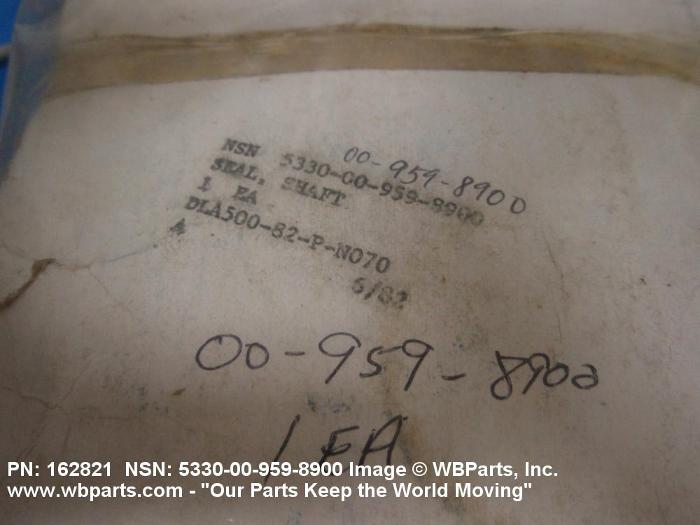 NSN 5330-00-959-8900
00-959-8900
SEAL, SHAFT
1 EA
DLA500-82-P-N070
A 6/82
00-959-8900
1 EA
PN: 162821 NSN: 5330-00-959-8900 Image © WBParts, Inc.
www.wbparts.com - "Our Parts Keep the World Moving"